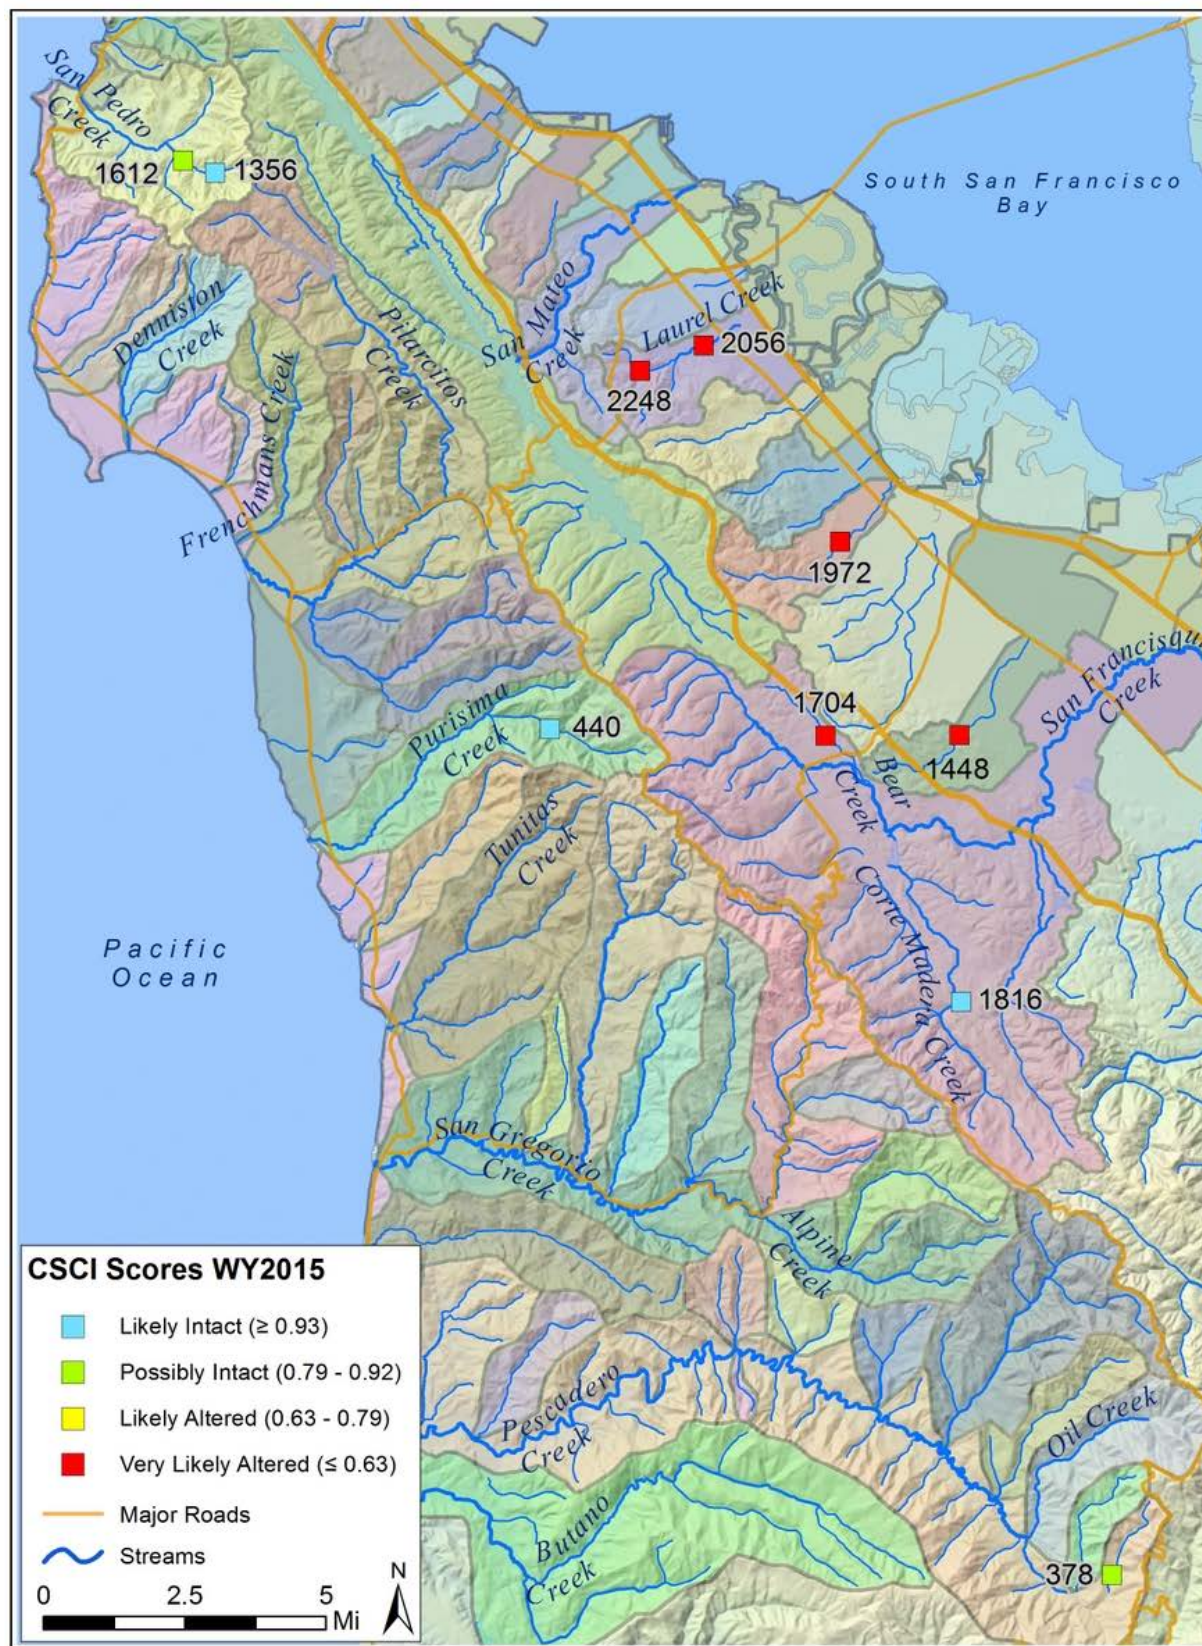 San
Pedro
Creek
1612
1356
South San Francisco
Bay
San Mateo
Creek
Laurel Creek
2056
2248
Denniston
Creek
Pilarcitos
Creek
Frenchmans Creek
1972
San Francisqui
Creek
1704
1448
Purisima
Creek
440
Bear
Creek
Tunitas
Creek
Corte Madera Creek
Pacific
Ocean
1816
San Gregorio
Creek
Alpine
Creek
Pescadero
Creek
Oil Creek
Butano
Creek
378
CSCI Scores WY2015
Likely Intact (≥ 0.93)
Possibly Intact (0.79 - 0.92)
Likely Altered (0.63 - 0.79)
Very Likely Altered (≤ 0.63)
Major Roads
Streams
N
0 2.5 5
Mi